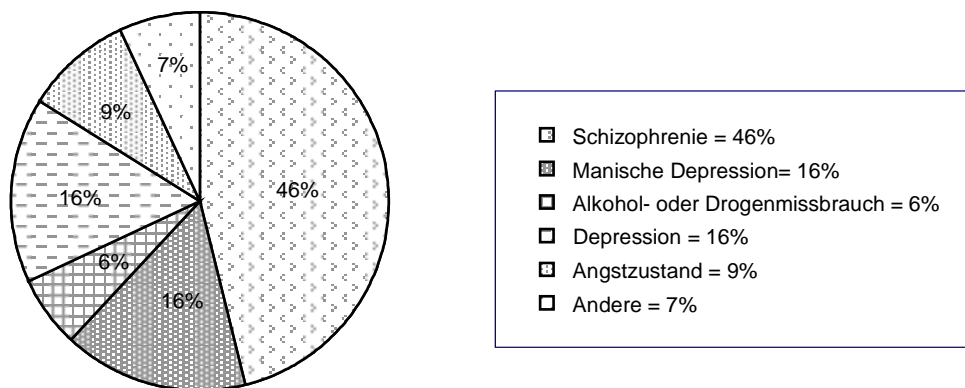 7%
9%
46%
16%
6%
16%
Schizophrenie = 46%
Manische Depression= 16%
Alkohol- oder Drogenmissbrauch = 6%
Depression = 16%
Angstzustand = 9%
Andere = 7%